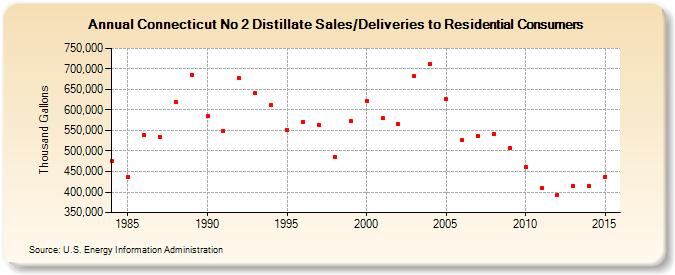 Annual Connecticut No 2 Distillate Sales/Deliveries to Residential Consumers
Thousand Gallons
750,000
700,000
650,000
600,000
550,000
500,000
450,000
400,000
350,000
1985 1990 1995 2000 2005 2010 2015
Source: U.S. Energy Information Administration